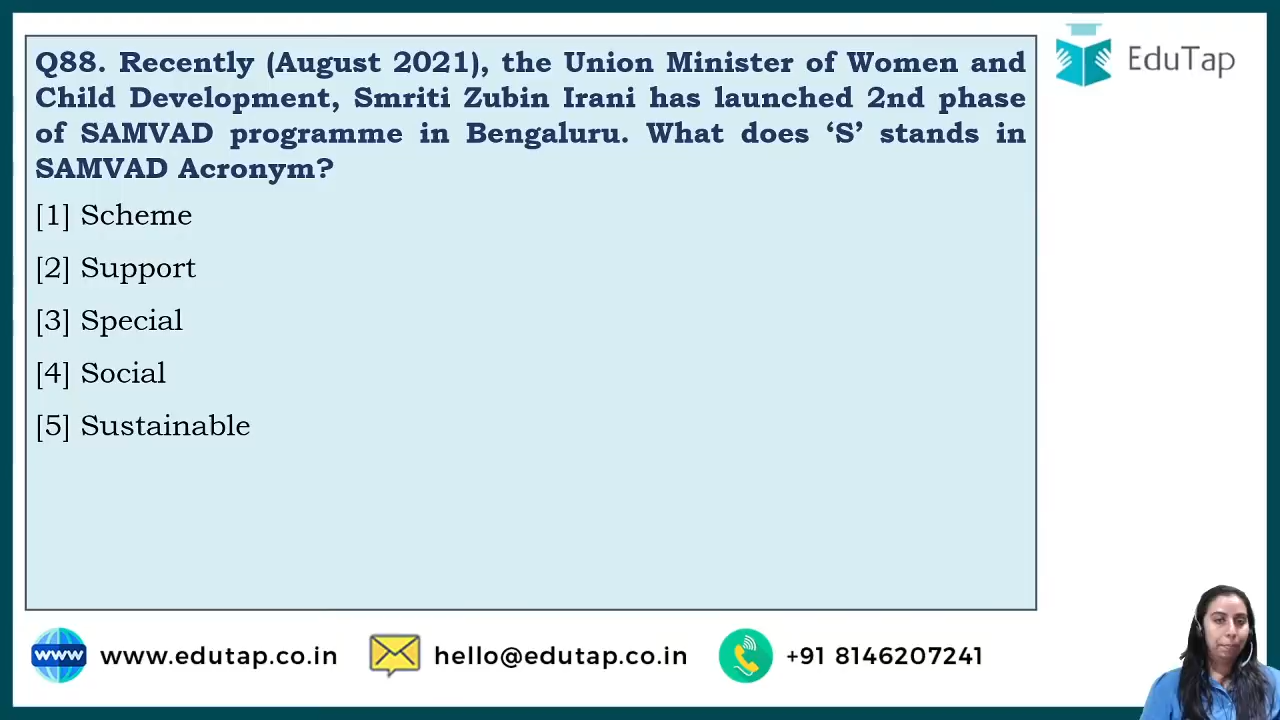 Q88. Recently (August 2021), the Union Minister of Women and
Child Development, Smriti Zubin Irani has launched 2nd phase
of SAMVAD programme in Bengaluru. What does ‘S’ stands in
SAMVAD Acronym?
[1] Scheme
[2] Support
[3] Special
[4] Social
[5] Sustainable
EduTap
www
www.edutap.co.in
hello@edutap.co.in
+91 8146207241